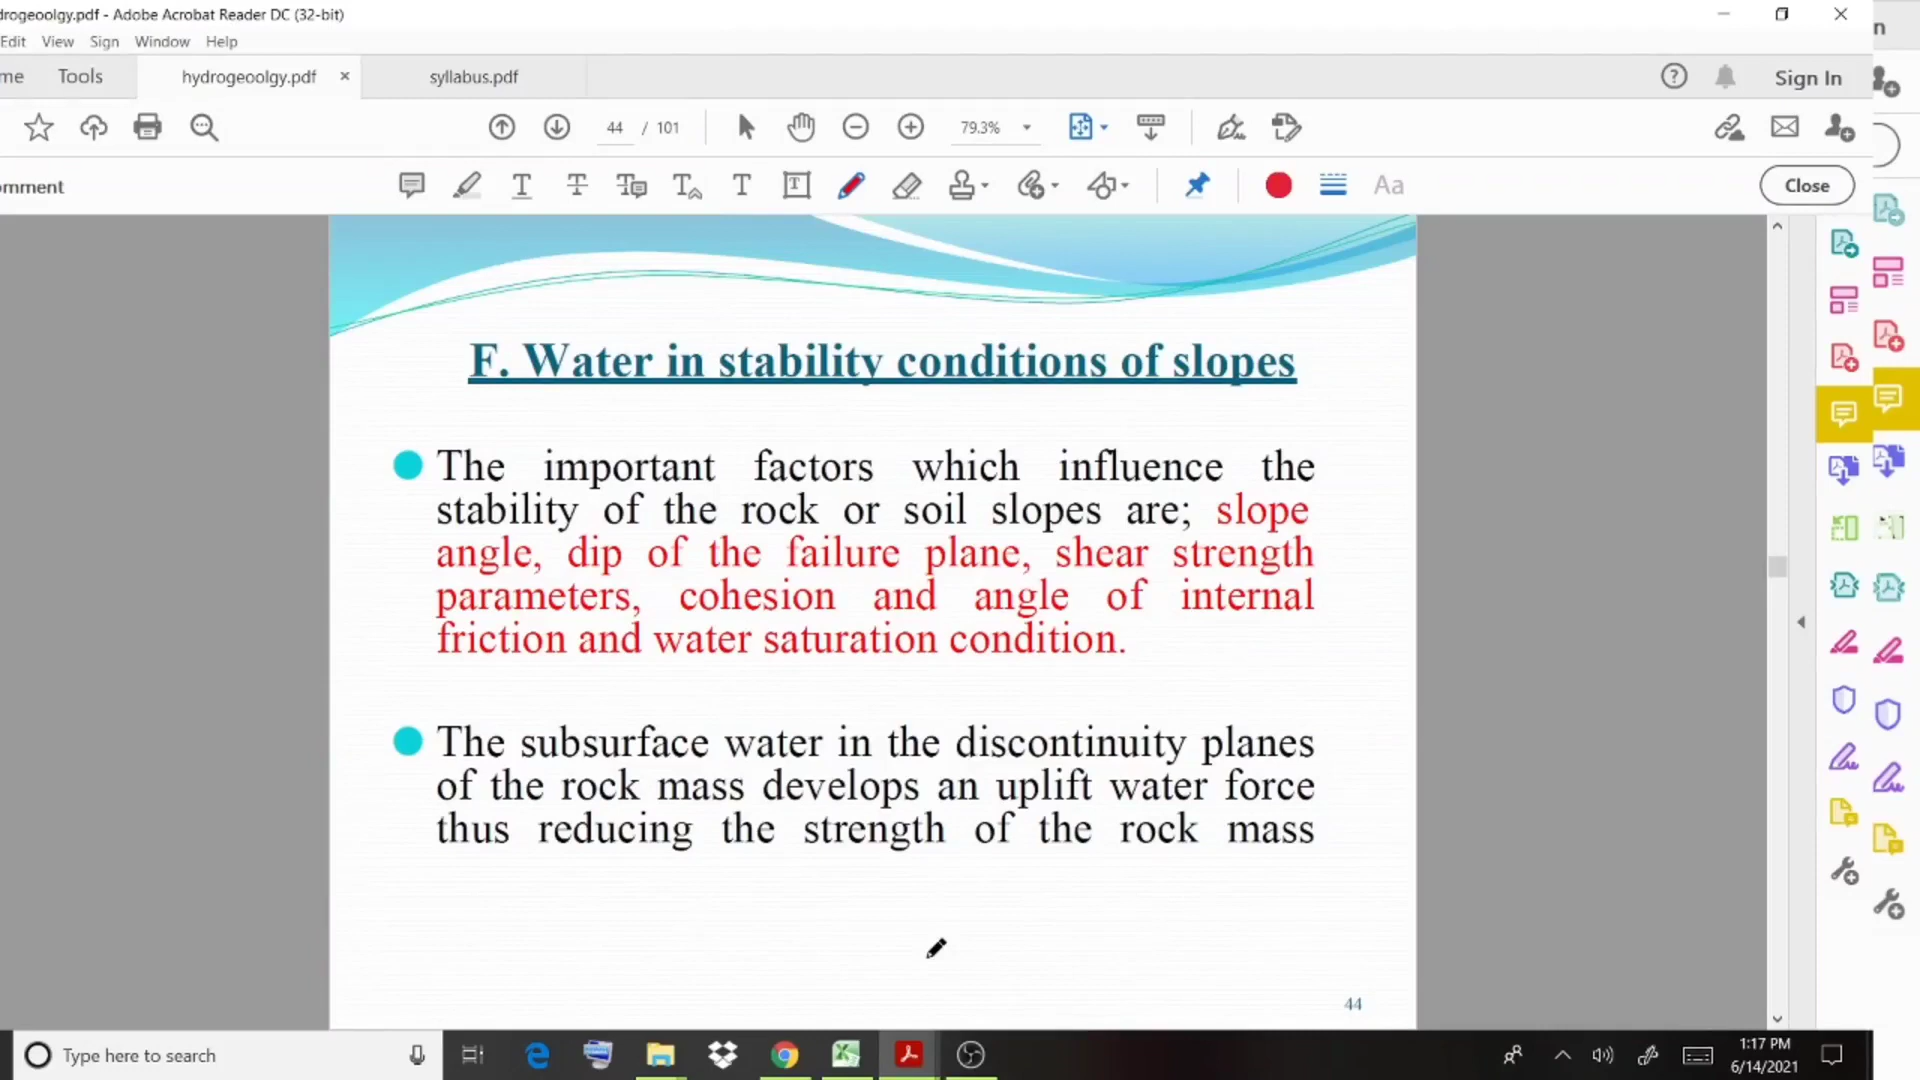 drogeoolgy.pdf - Adobe Acrobat Reader DC (32-bit)
Edit View Sign Window Help
me Tools hydrogeoolgy.pdf × syllabus.pdf Sign In
44 / 101 79.3%
omment Aa Close
F. Water in stability conditions of slopes
The important factors which influence the
stability of the rock or soil slopes are; slope
angle, dip of the failure plane, shear strength
parameters, cohesion and angle of internal
friction and water saturation condition.
The subsurface water in the discontinuity planes
of the rock mass develops an uplift water force
thus reducing the strength of the rock mass
44
Type here to search
1:17 PM
6/14/2021
n